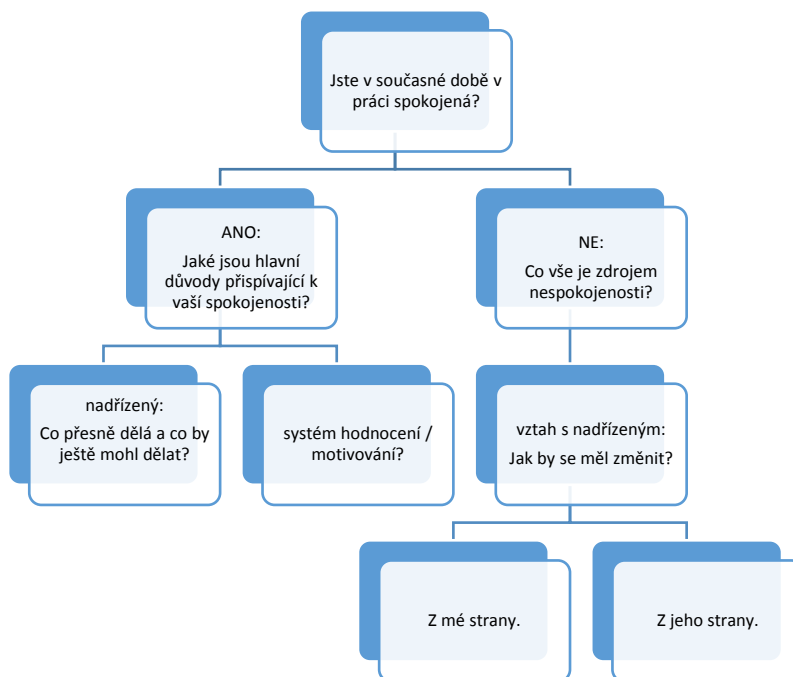 Jste v současné době v
práci spokojená?
ANO:
Jaké jsou hlavní
důvody přispívající k
vaší spokojenosti?
NE:
Co vše je zdrojem
nespokojenosti?
nadřízený:
Co přesně dělá a co by
ještě mohl dělat?
systém hodnocení /
motivování?
vztah s nadřízeným:
Jak by se měl změnit?
Z mé strany.
Z jeho strany.